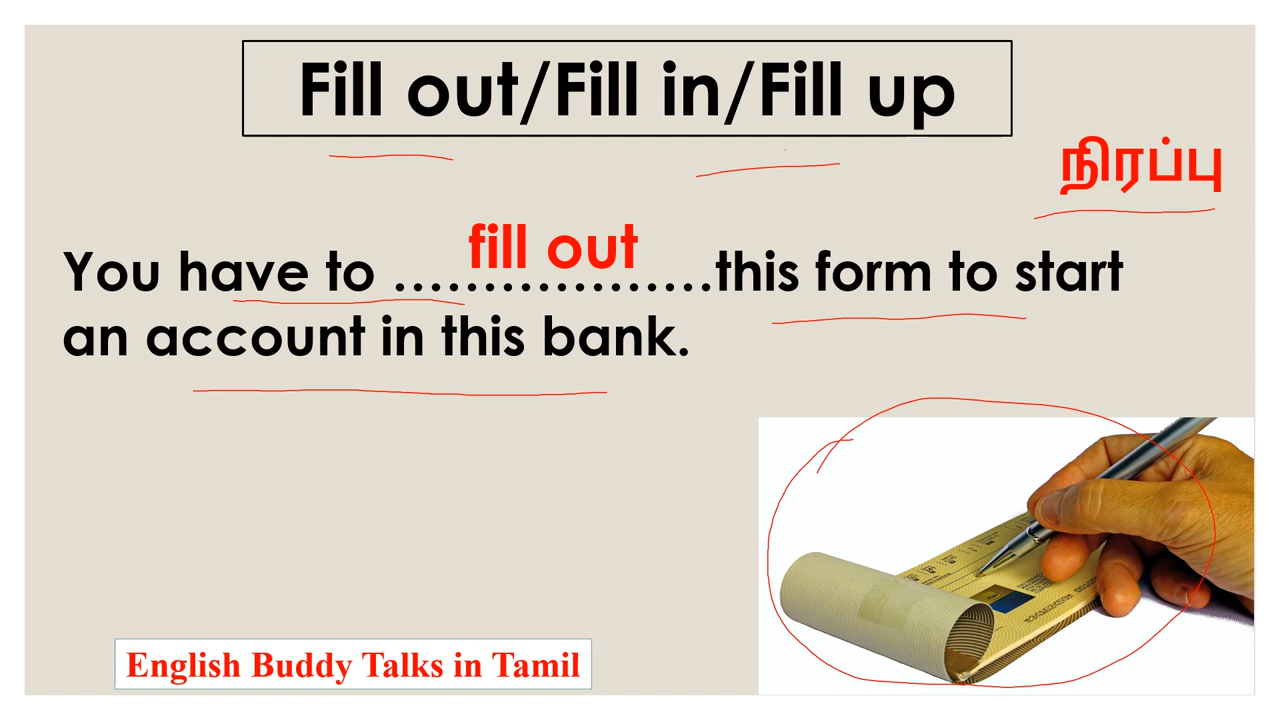 Fill out/Fill in/Fill up
நிரப்பு
fill out
You have to ..................this form to start
an account in this bank.
English Buddy Talks in Tamil